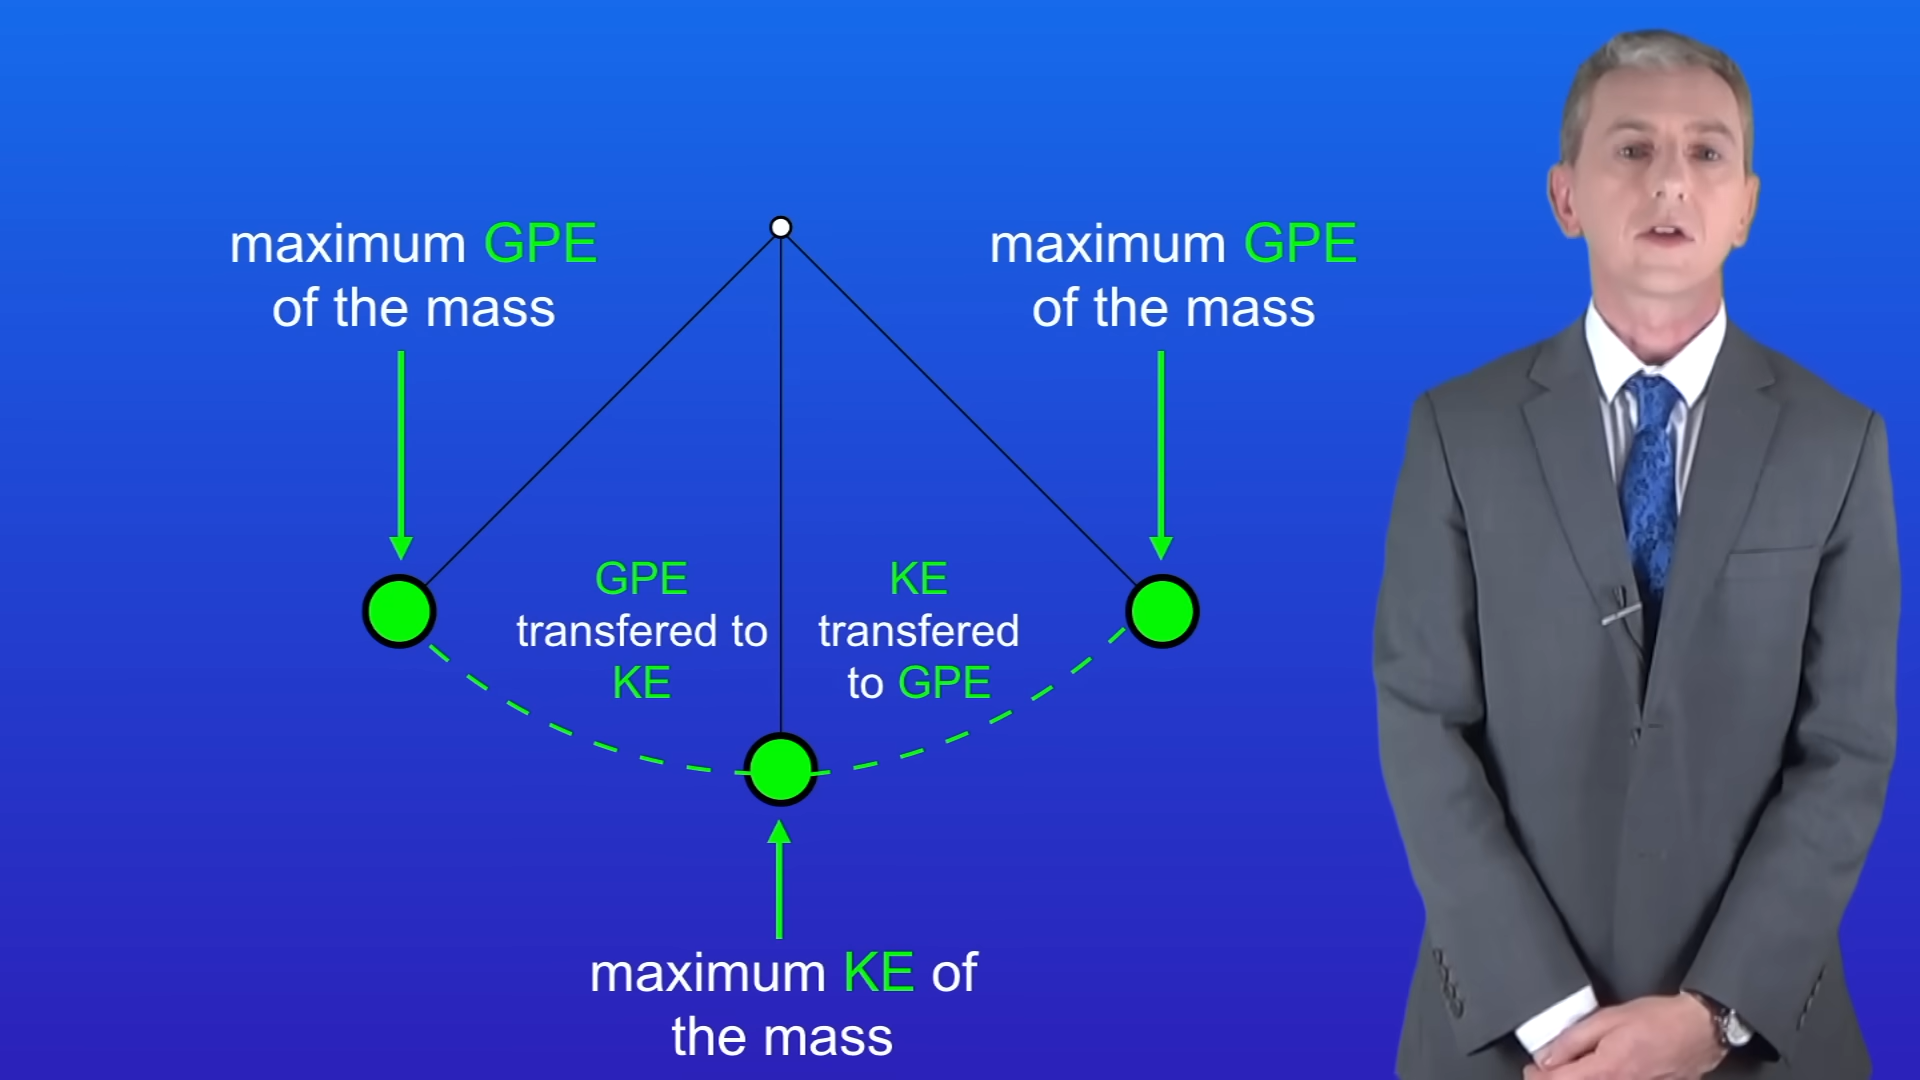 maximum GPE
of the mass
maximum GPE
of the mass
GPE
transfered to
KE
KE
transfered
to GPE
maximum KE of
the mass